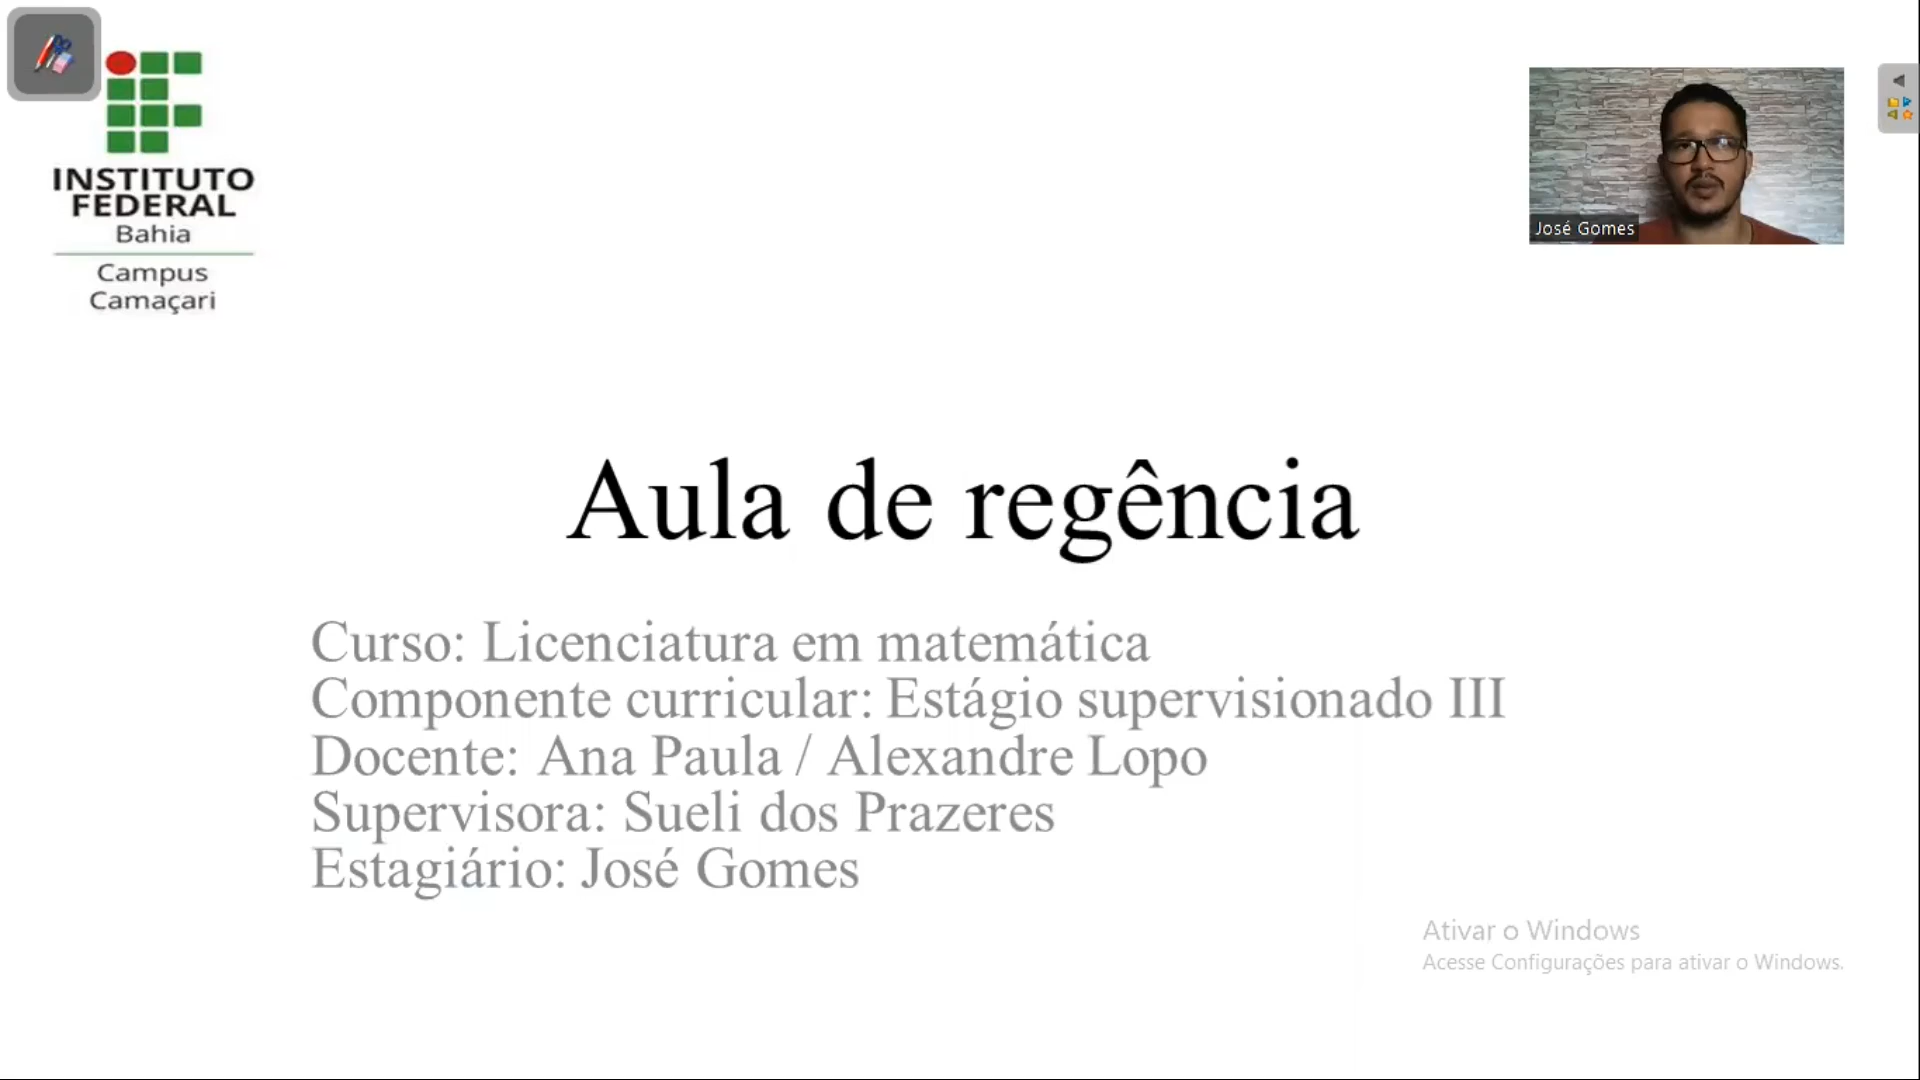 INSTITUTO
FEDERAL
Bahia
Campus
Camaçari
José Gomes
Aula de regência
Curso: Licenciatura em matemática
Componente curricular: Estágio supervisionado III
Docente: Ana Paula / Alexandre Lopo
Supervisora: Sueli dos Prazeres
Estagiário: José Gomes
Ativar o Windows
Acesse Configurações para ativar o Windows.